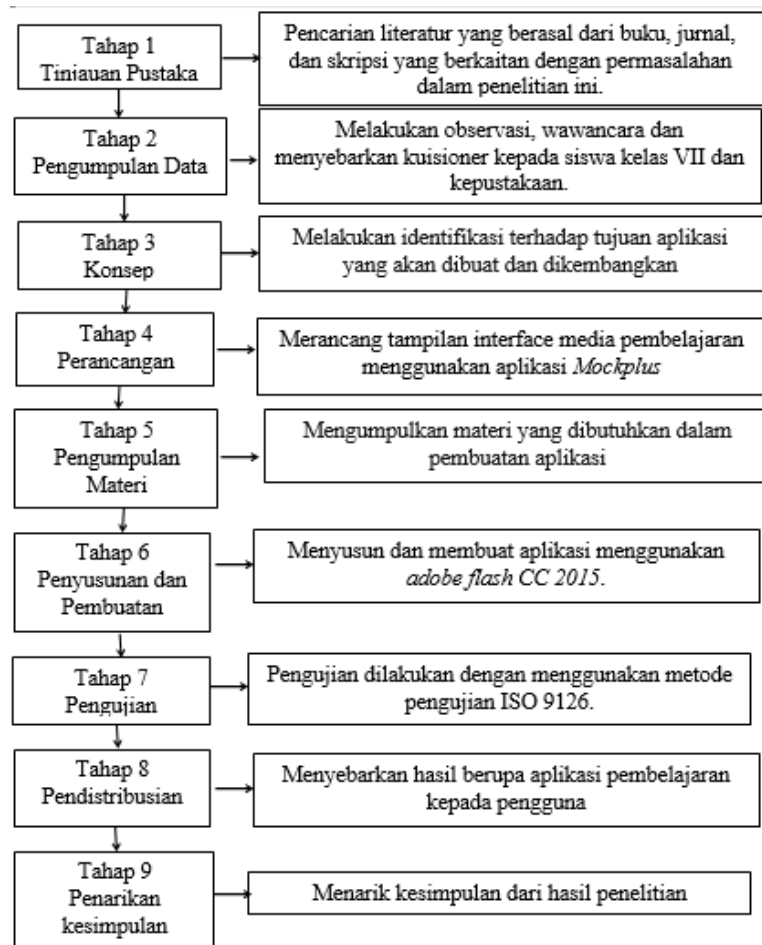 Tahap 1
Tinjauan Pustaka
Pencarian literatur yang berasal dari buku, jurnal,
dan skripsi yang berkaitan dengan permasalahan
dalam penelitian ini.
Tahap 2
Pengumpulan Data
Melakukan observasi, wawancara dan
menyebarkan kuisioner kepada siswa kelas VII dan
kepustakaan.
Tahap 3
Konsep
Melakukan identifikasi terhadap tujuan aplikasi
yang akan dibuat dan dikembangkan
Tahap 4
Perancangan
Merancang tampilan interface media pembelajaran
menggunakan aplikasi Mockplus
Tahap 5
Pengumpulan
Materi
Mengumpulkan materi yang dibutuhkan dalam
pembuatan aplikasi
Tahap 6
Penyusunan dan
Pembuatan
Menyusun dan membuat aplikasi menggunakan
adobe flash CC 2015.
Tahap 7
Pengujian
Pengujian dilakukan dengan menggunakan metode
pengujian ISO 9126.
Tahap 8
Pendistribusian
Menyebarkan hasil berupa aplikasi pembelajaran
kepada pengguna
Tahap 9
Penarikan
kesimpulan
Menarik kesimpulan dari hasil penelitian